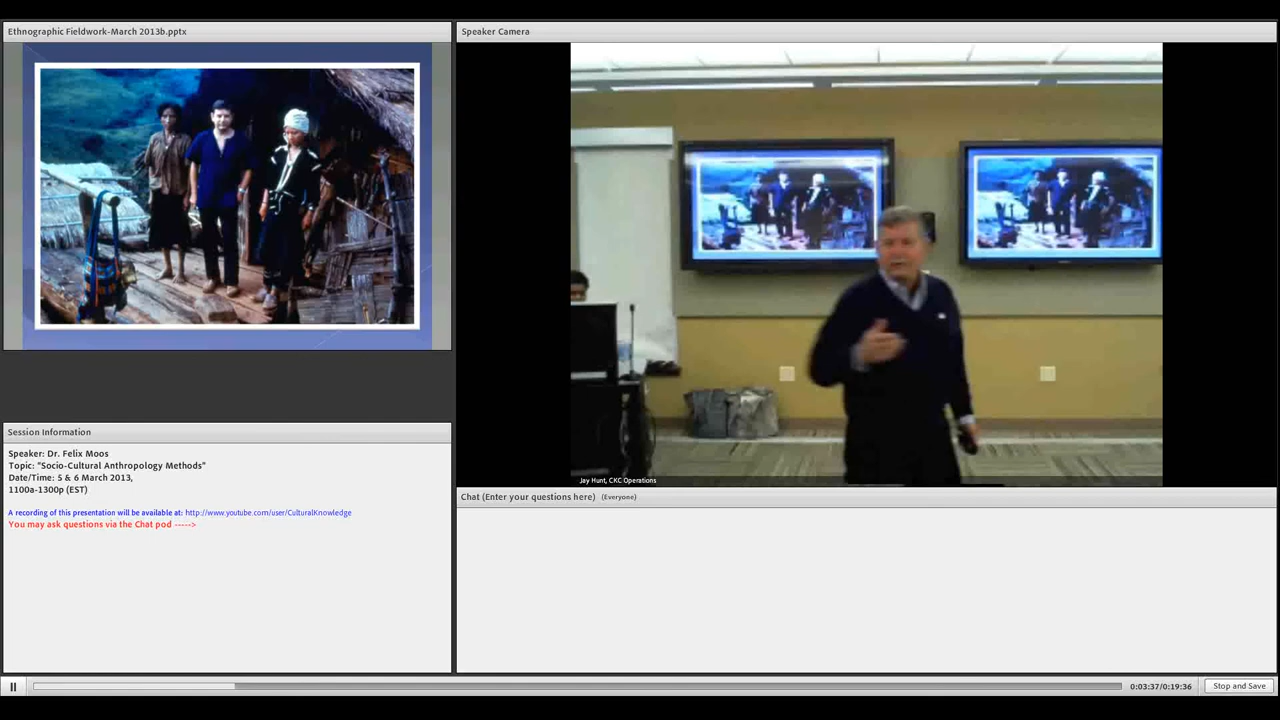 Ethnographic Fieldwork-March 2013b.pptx
Speaker Camera
Jay Hunt, CKC Operations
Session Information
Speaker: Dr. Felix Moos
Topic: "Socio-Cultural Anthropology Methods"
Date/Time: 5 & 6 March 2013,
1100a-1300p (EST)
A recording of this presentation will be available at: http://www.youtube.com/user/CulturalKnowledge
You may ask questions via the Chat pod ----->
Chat (Enter your questions here) (Everyone)
0:03:37/0:19:36
Stop and Save